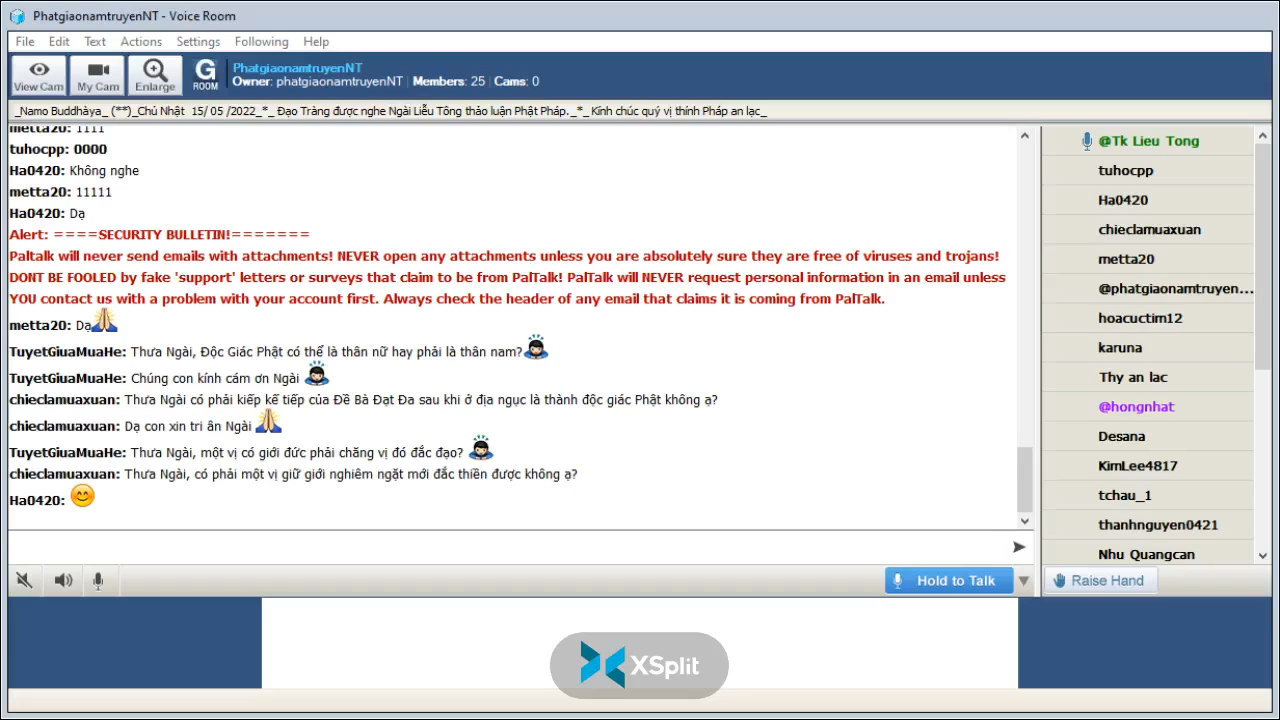 PhatgiaonamtruyenNT - Voice Room
File Edit Text Actions Settings Following Help
View Cam
My Cam
Enlarge
G
ROOM
PhatgiaonamtruyenNT
Owner: phatgiaonamtruyenNT Members: 25 Cams: 0
_Namo Buddhàya_ (**)_Chủ Nhật 15/ 05 /2022_*_ Đạo Tràng được nghe Ngài Liễu Tông thảo luận Phật Pháp._*_ Kính chúc quý vị thính Pháp an lạc_
metta20: 1111
tuhocpp: 0000
Ha0420: Không nghe
metta20: 11111
Ha0420: Dạ
Alert: ====SECURITY BULLETIN!=======
Paltalk will never send emails with attachments! NEVER open any attachments unless you are absolutely sure they are free of viruses and trojans!
DONT BE FOOLED by fake 'support' letters or surveys that claim to be from PalTalk! PalTalk will NEVER request personal information in an email unless
YOU contact us with a problem with your account first. Always check the header of any email that claims it is coming from PalTalk.
metta20: Dạ
TuyetGiuaMuaHe: Thưa Ngài, Độc Giác Phật có thể là thân nữ hay phải là thân nam?
TuyetGiuaMuaHe: Chúng con kính cám ơn Ngài
chieclamuaxuan: Thưa Ngài có phải kiếp kế tiếp của Đề Bà Đạt Đa sau khi ở địa ngục là thành độc giác Phật không ạ?
chieclamuaxuan: Dạ con xin tri ân Ngài
TuyetGiuaMuaHe: Thưa Ngài, một vị có giới đức phải chăng vị đó đắc đạo?
chieclamuaxuan: Thưa Ngài, có phải một vị giữ giới nghiêm ngặt mới đắc thiền được không ạ?
Ha0420:
@Tk Lieu Tong
tuhocpp
Ha0420
chieclamuaxuan
metta20
@phatgiaonamtruyen...
hoacuctim12
karuna
Thy an lac
@hongnhat
Desana
KimLee4817
tchau_1
thanhnguyen0421
Nhu Quangcan
Hold to Talk
Raise Hand
XSplit